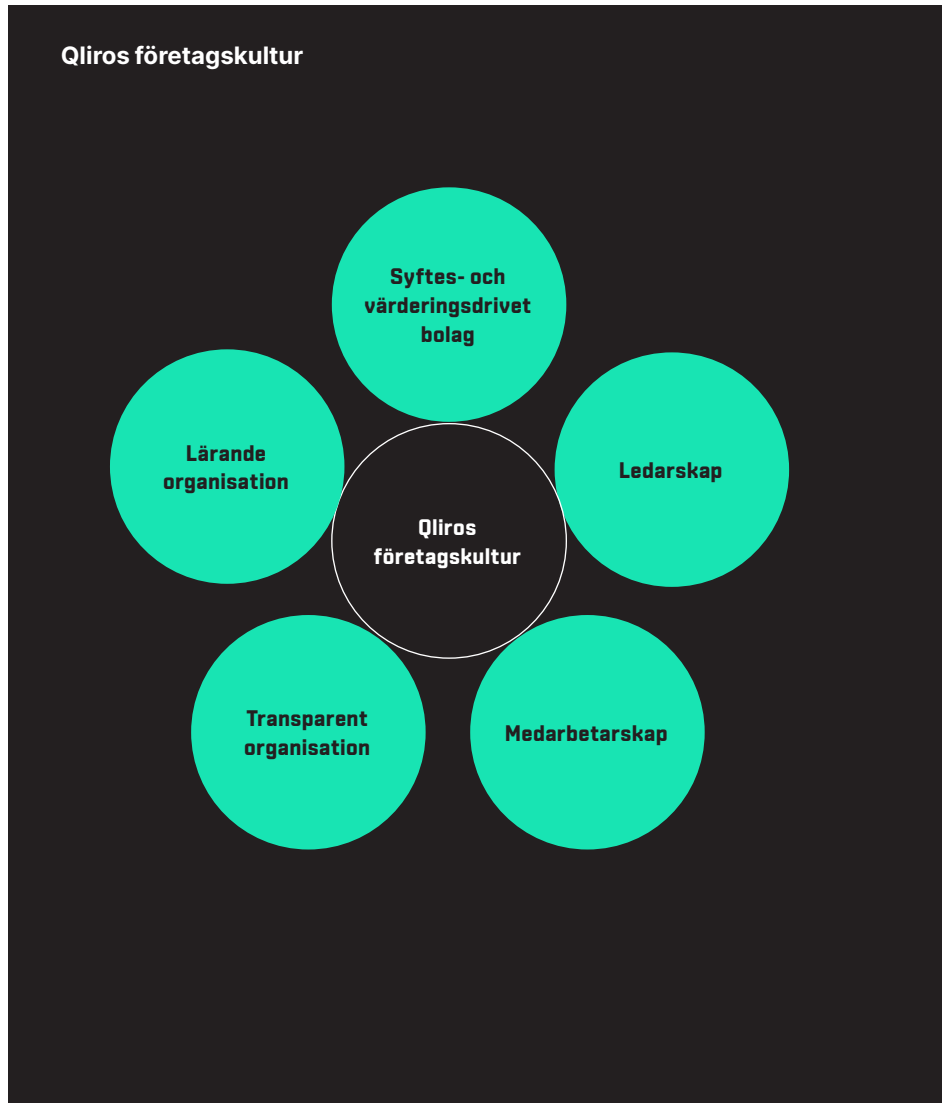 Qliros företagskultur
Syftes- och
värderingsdrivet
bolag
Lärande
organisation
Ledarskap
Qliros
företagskultur
Transparent
organisation
Medarbetarskap